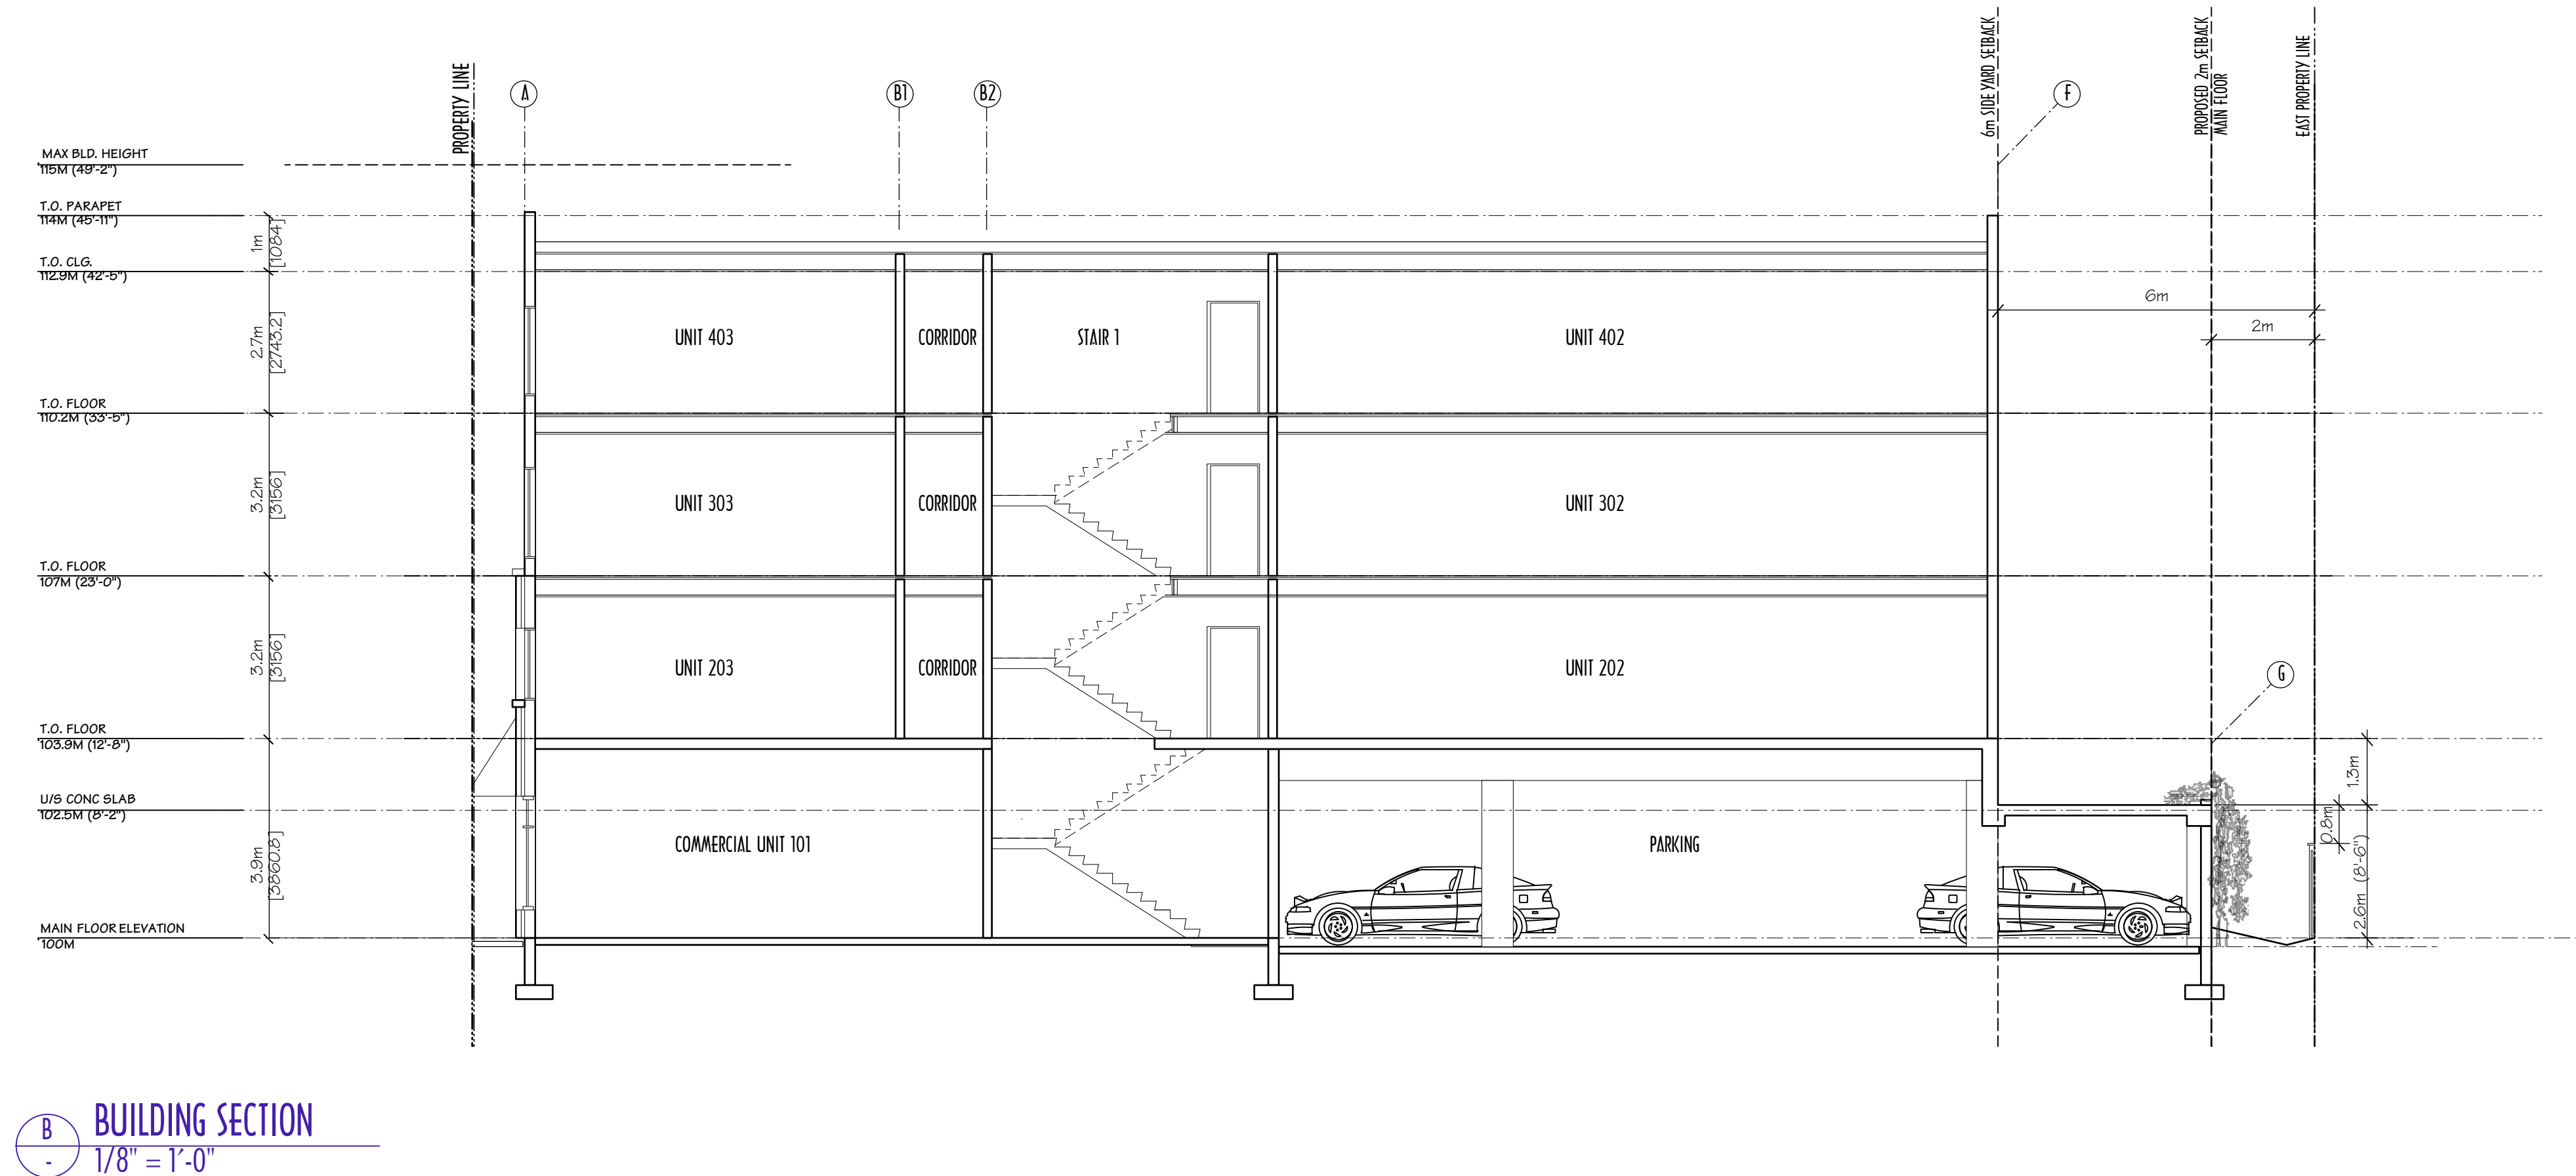 PROPERTY LINE
A
B1
B2
6m SIDE YARD SETBACK
F
PROPOSED 2m SETBACK
MAIN FLOOR
EAST PROPERTY LINE
MAX BLD. HEIGHT
115M (49'-2")
T.O. PARAPET
114M (45'-11")
1m
[1084]
T.O. CLG.
112.9M (42'-5")
6m
2m
2.7m
[2743.2]
UNIT 403
CORRIDOR
STAIR 1
UNIT 402
T.O. FLOOR
110.2M (33'-5")
3.2m
[3156]
UNIT 303
CORRIDOR
UNIT 302
T.O. FLOOR
107M (23'-0")
3.2m
[3156]
UNIT 203
CORRIDOR
UNIT 202
G
T.O. FLOOR
103.9M (12'-8")
1.3m
U/S CONC SLAB
102.5M (8'-2")
0.8m
3.9m
[3860.8]
COMMERCIAL UNIT 101
PARKING
2.6m (8'-6")
MAIN FLOOR ELEVATION
100M
B
-
BUILDING SECTION
1/8" = 1'-0"